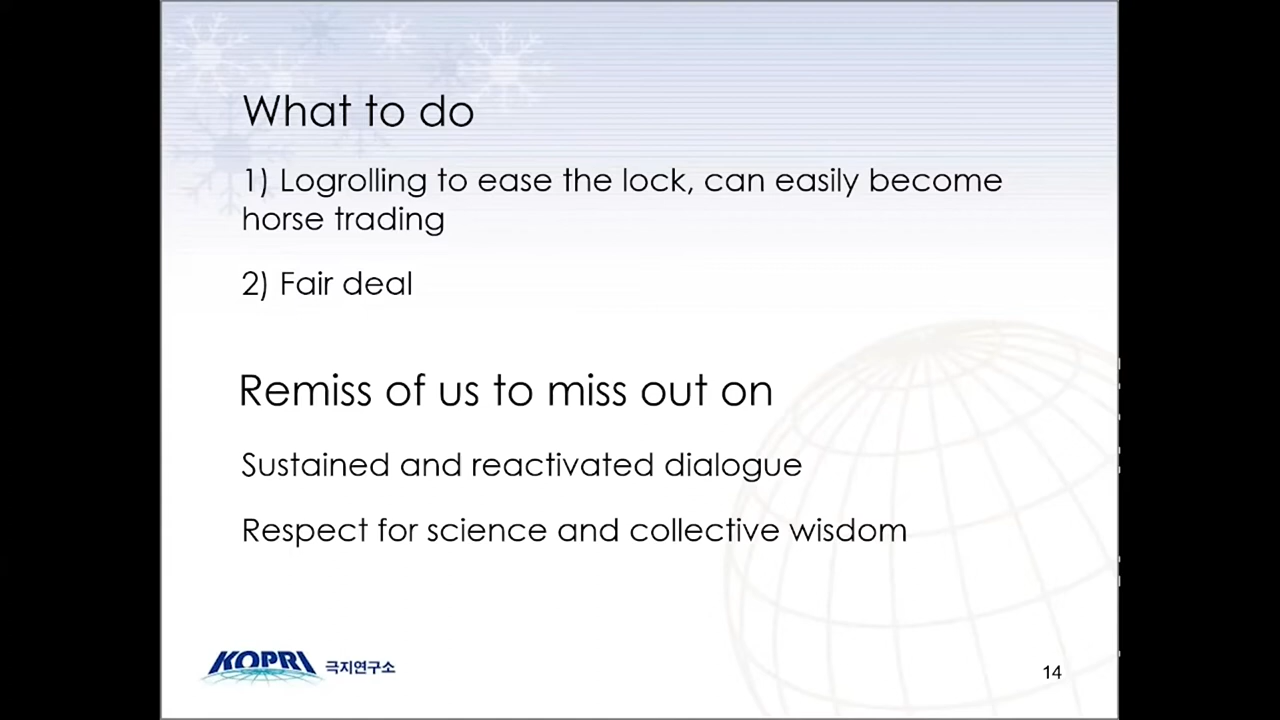 What to do
1) Logrolling to ease the lock, can easily become
horse trading
2) Fair deal
Remiss of us to miss out on
Sustained and reactivated dialogue
Respect for science and collective wisdom
KOPRI 극지연구소
14